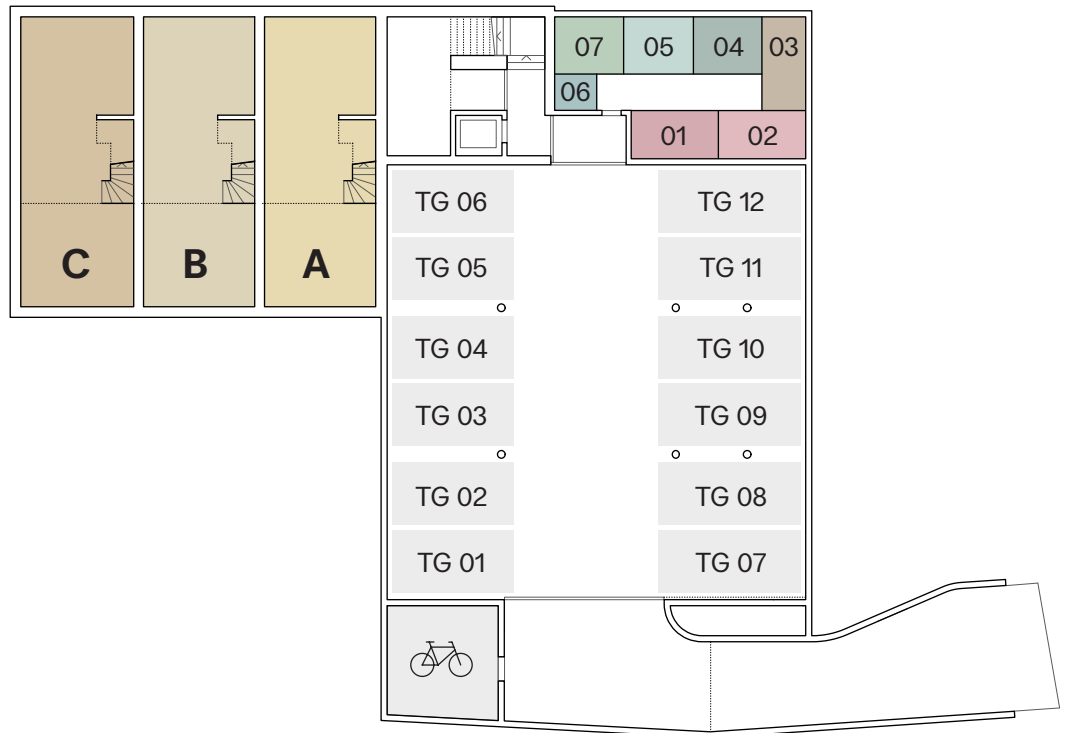 07 05 04 03
06
01 02
TG 06 TG 12
C B A
TG 05 TG 11
TG 04 TG 10
TG 03 TG 09
TG 02 TG 08
TG 01 TG 07